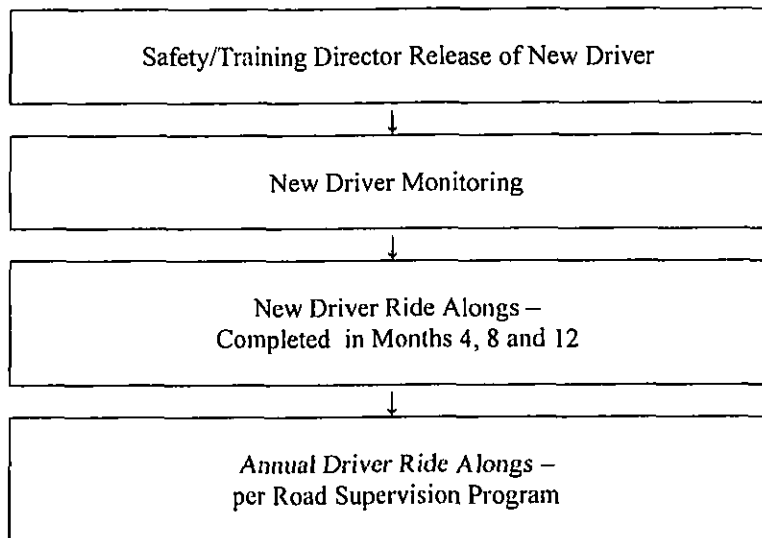 Safety/Training Director Release of New Driver
New Driver Monitoring
New Driver Ride Alongs –
Completed in Months 4, 8 and 12
Annual Driver Ride Alongs –
per Road Supervision Program